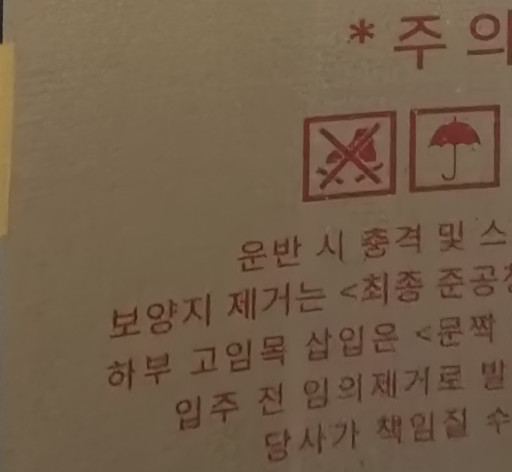 * 주 의
운반 시 충격 및 스
보양지 제거는 <최종 준공청
하부 고임목 삽입은 <문짝
입주 전 임의제거로 발
당사가 책임질 수